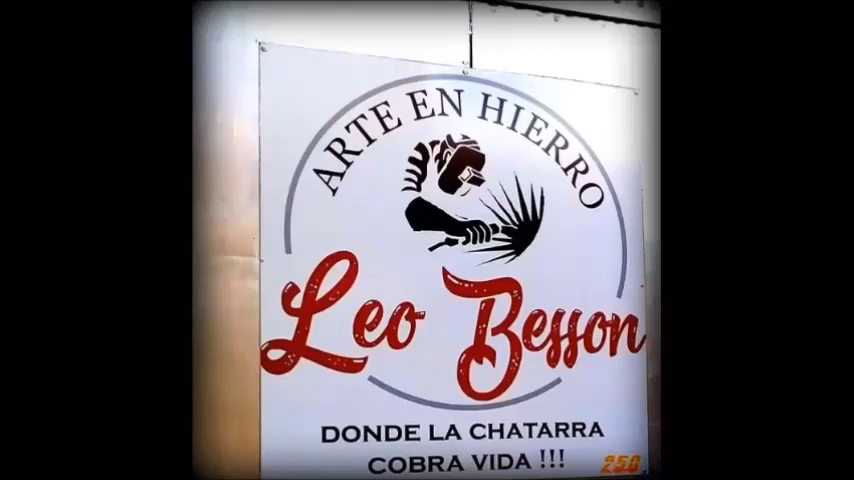 ARTE EN HIERRO
Leo Besson
DONDE LA CHATARRA
COBRA VIDA !!!
250